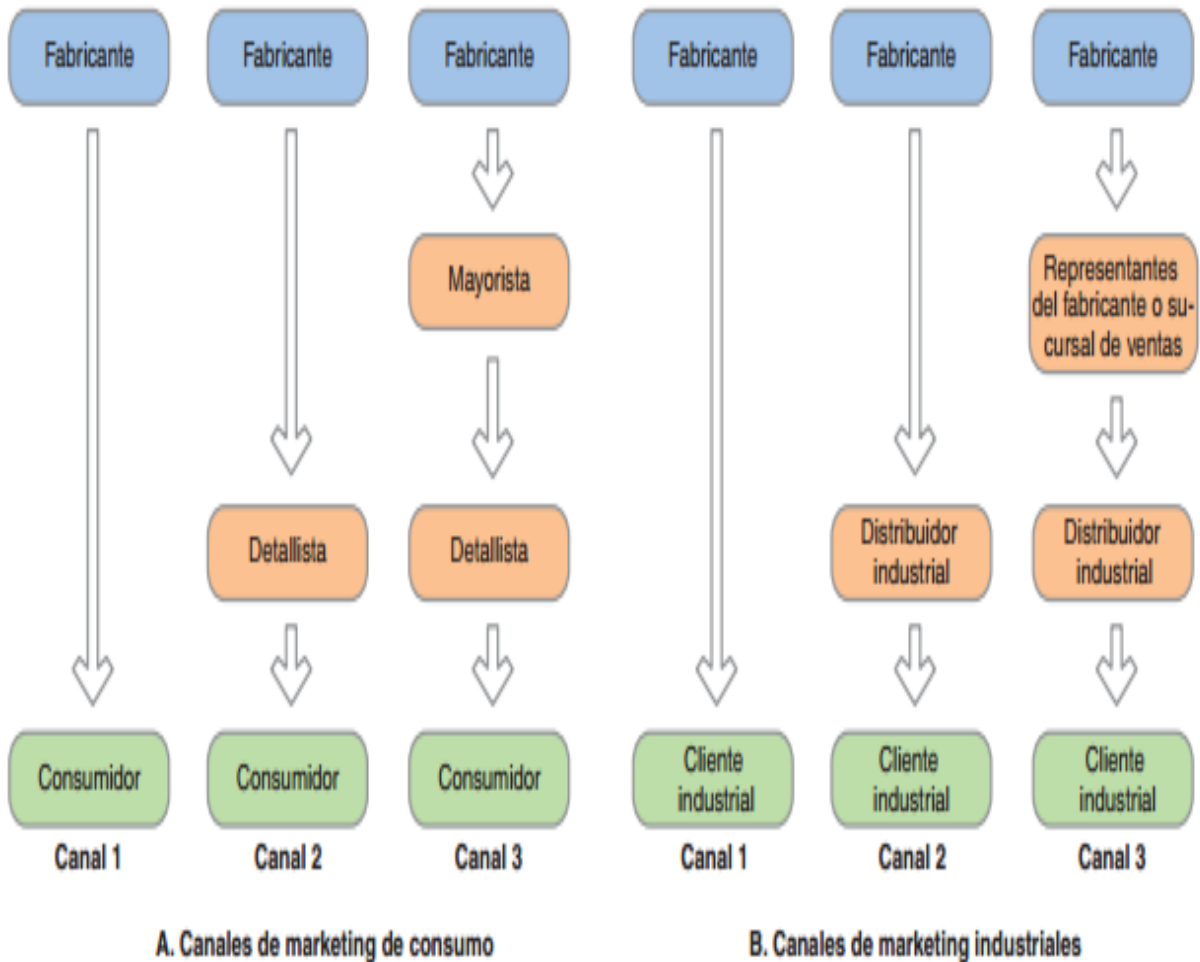 Fabricante
Fabricante
Fabricante
Fabricante
Fabricante
Fabricante
Mayorista
Representantes
del fabricante o su-
cursal de ventas
Detallista
Detallista
Distribuidor
industrial
Distribuidor
industrial
Consumidor
Consumidor
Consumidor
Cliente
industrial
Cliente
industrial
Cliente
industrial
Canal 1
Canal 2
Canal 3
Canal 1
Canal 2
Canal 3
A. Canales de marketing de consumo
B. Canales de marketing industriales